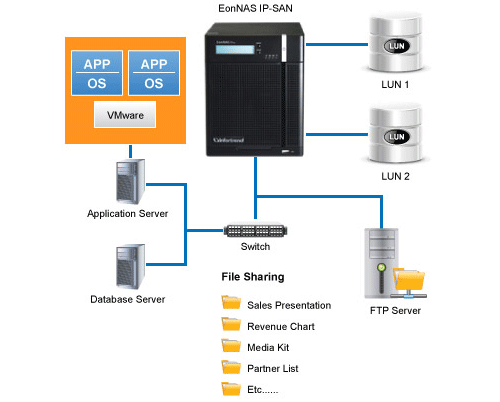 EonNAS IP-SAN
APP
OS
APP
OS
VMware
Infortrend
LUN
LUN 1
LUN
LUN 2
Application Server
Switch
Database Server
FTP Server
File Sharing
Sales Presentation
Revenue Chart
Media Kit
Partner List
Etc......